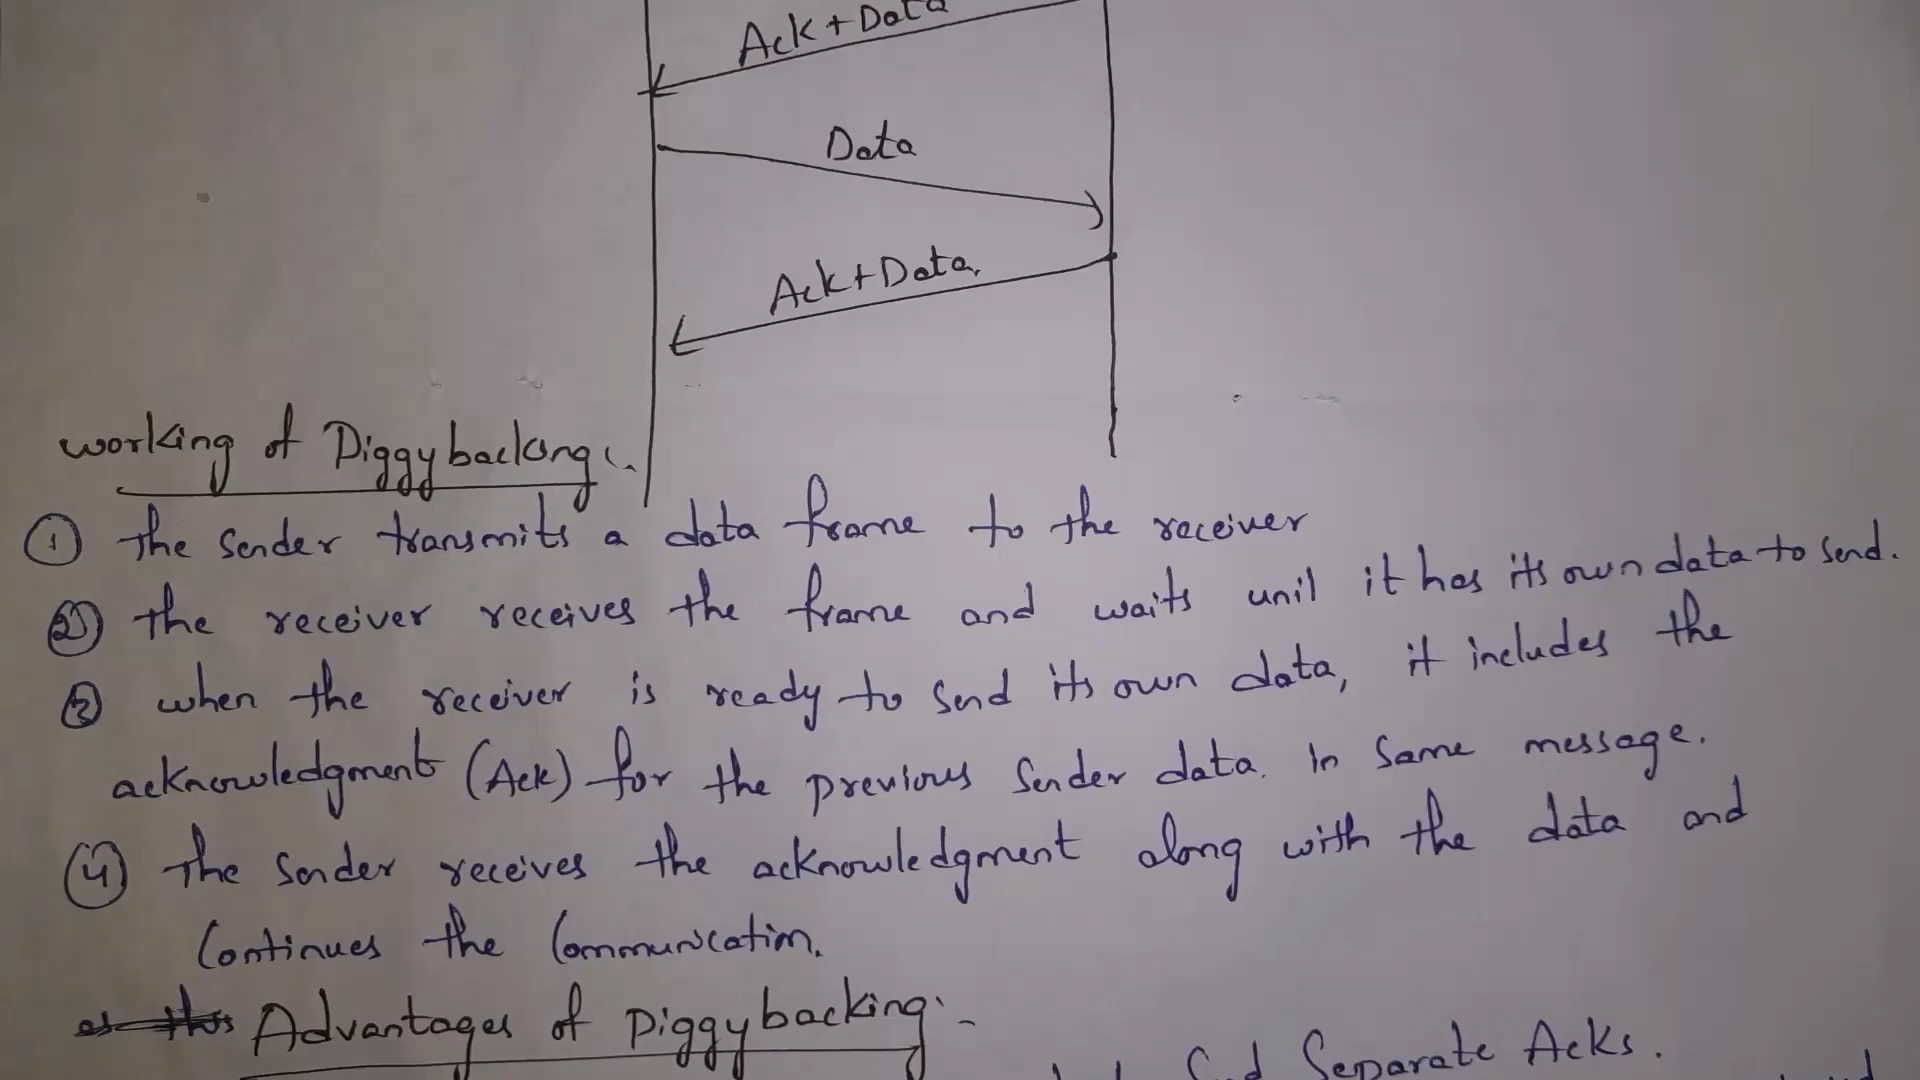 Ack + Data
Data
Ack + Data.
working of Piggybacking:-
① the sender transmits a data frame to the receiver
② the receiver receives the frame and waits unil it has its own data to send.
③ when the receiver is ready to send its own data, it includes the
acknowledgment (Ack) for the previous sender data. in same message.
④ the sender receives the acknowledgment along with the data and
Continues the Communication.
Advantages of Piggybacking:-
Separate Acks.